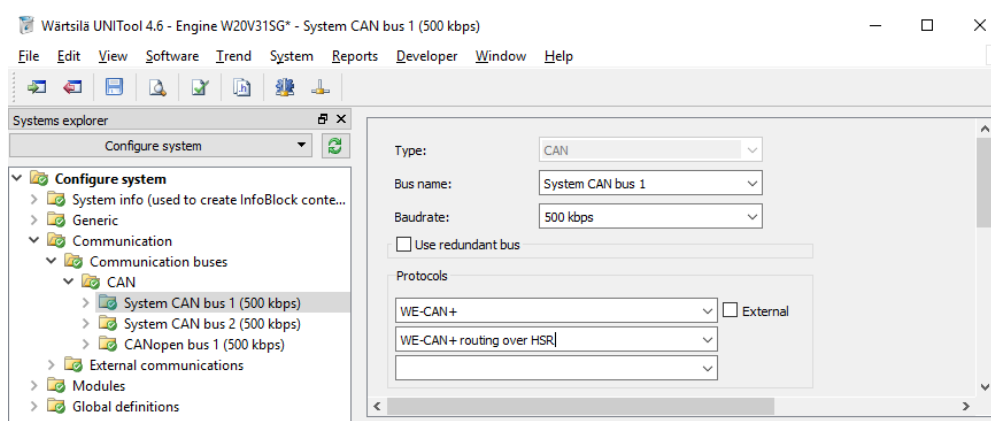 Wärtsilä UNITool 4.6 - Engine W20V31SG* - System CAN bus 1 (500 kbps)
File Edit View Software Trend System Reports Developer Window Help
Systems explorer
Configure system
Configure system
System info (used to create InfoBlock conte...
Generic
Communication
Communication buses
CAN
System CAN bus 1 (500 kbps)
System CAN bus 2 (500 kbps)
CANopen bus 1 (500 kbps)
External communications
Modules
Global definitions
Type: CAN
Bus name: System CAN bus 1
Baudrate: 500 kbps
Use redundant bus
Protocols
WE-CAN+ External
WE-CAN+ routing over HSR